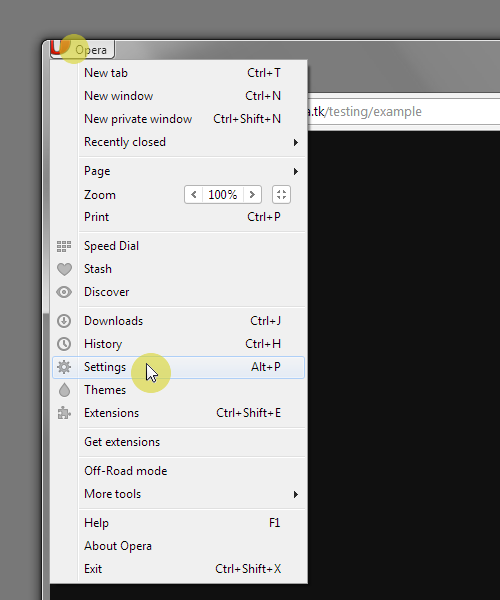 Opera
New tab Ctrl+T
New window Ctrl+N
New private window Ctrl+Shift+N
a.tk/testing/example
Recently closed
Page
Zoom 100%
Print Ctrl+P
Speed Dial
Stash
Discover
Downloads Ctrl+J
History Ctrl+H
Settings Alt+P
Themes
Extensions Ctrl+Shift+E
Get extensions
Off-Road mode
More tools
Help F1
About Opera
Exit Ctrl+Shift+X